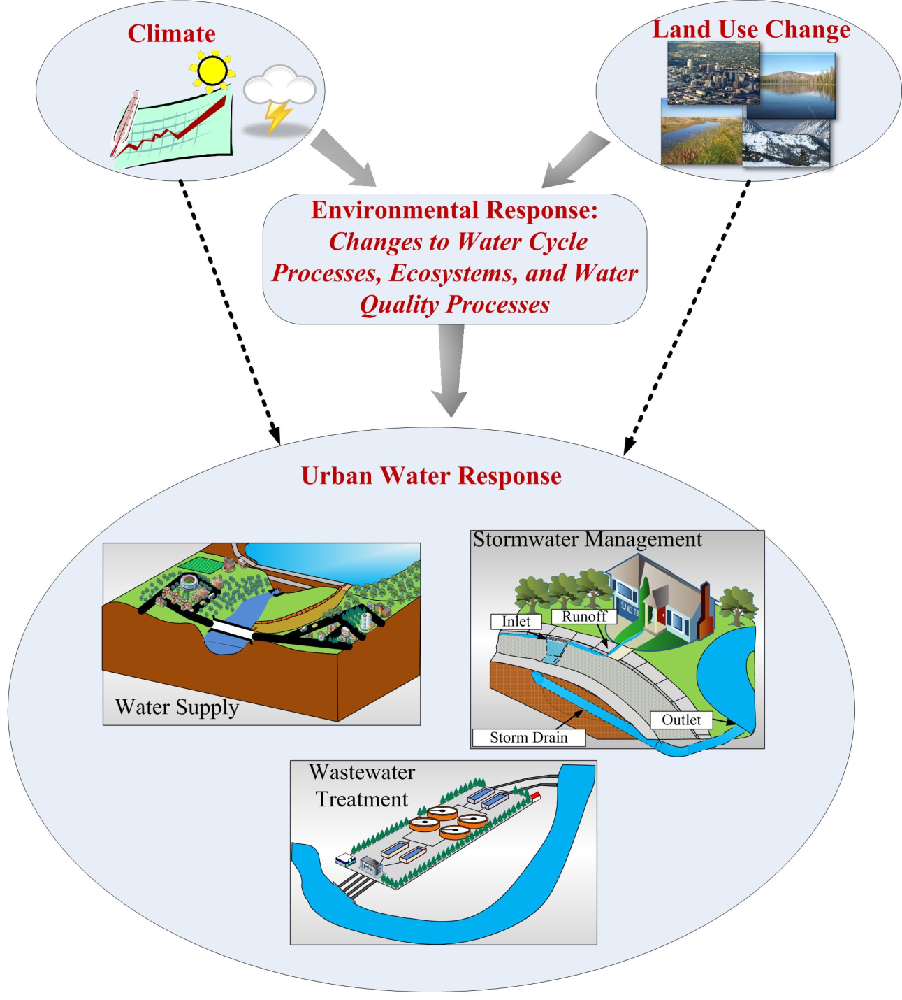 Climate
Land Use Change
Environmental Response:
Changes to Water Cycle
Processes, Ecosystems, and Water
Quality Processes
Urban Water Response
Water Supply
Stormwater Management
Inlet
Runoff
Outlet
Storm Drain
Wastewater
Treatment